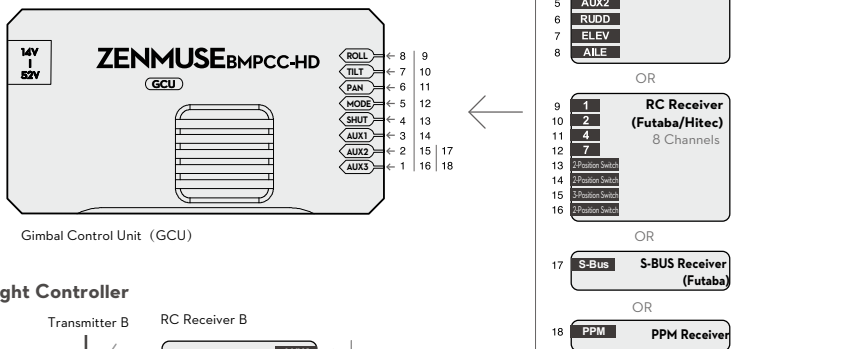 5 AUX2
6 RUDD
7 ELEV
8 AILE
14V
I
52V
ZENMUSE BMPCC-HD
GCU
ROLL ← 8 9
TILT ← 7 10
PAN ← 6 11
MODE ← 5 12
SHUT ← 4 13
AUX1 ← 3 14
AUX2 ← 2 15 17
AUX3 ← 1 16 18
OR
RC Receiver
(Futaba/Hitec)
8 Channels
9 1
10 2
11 4
12 7
13 2-Position Switch
14 2-Position Switch
15 3-Position Switch
16 2-Position Switch
Gimbal Control Unit (GCU)
OR
17 S-Bus S-BUS Receiver
(Futaba)
ght Controller
OR
Transmitter B RC Receiver B
18 PPM PPM Receiver